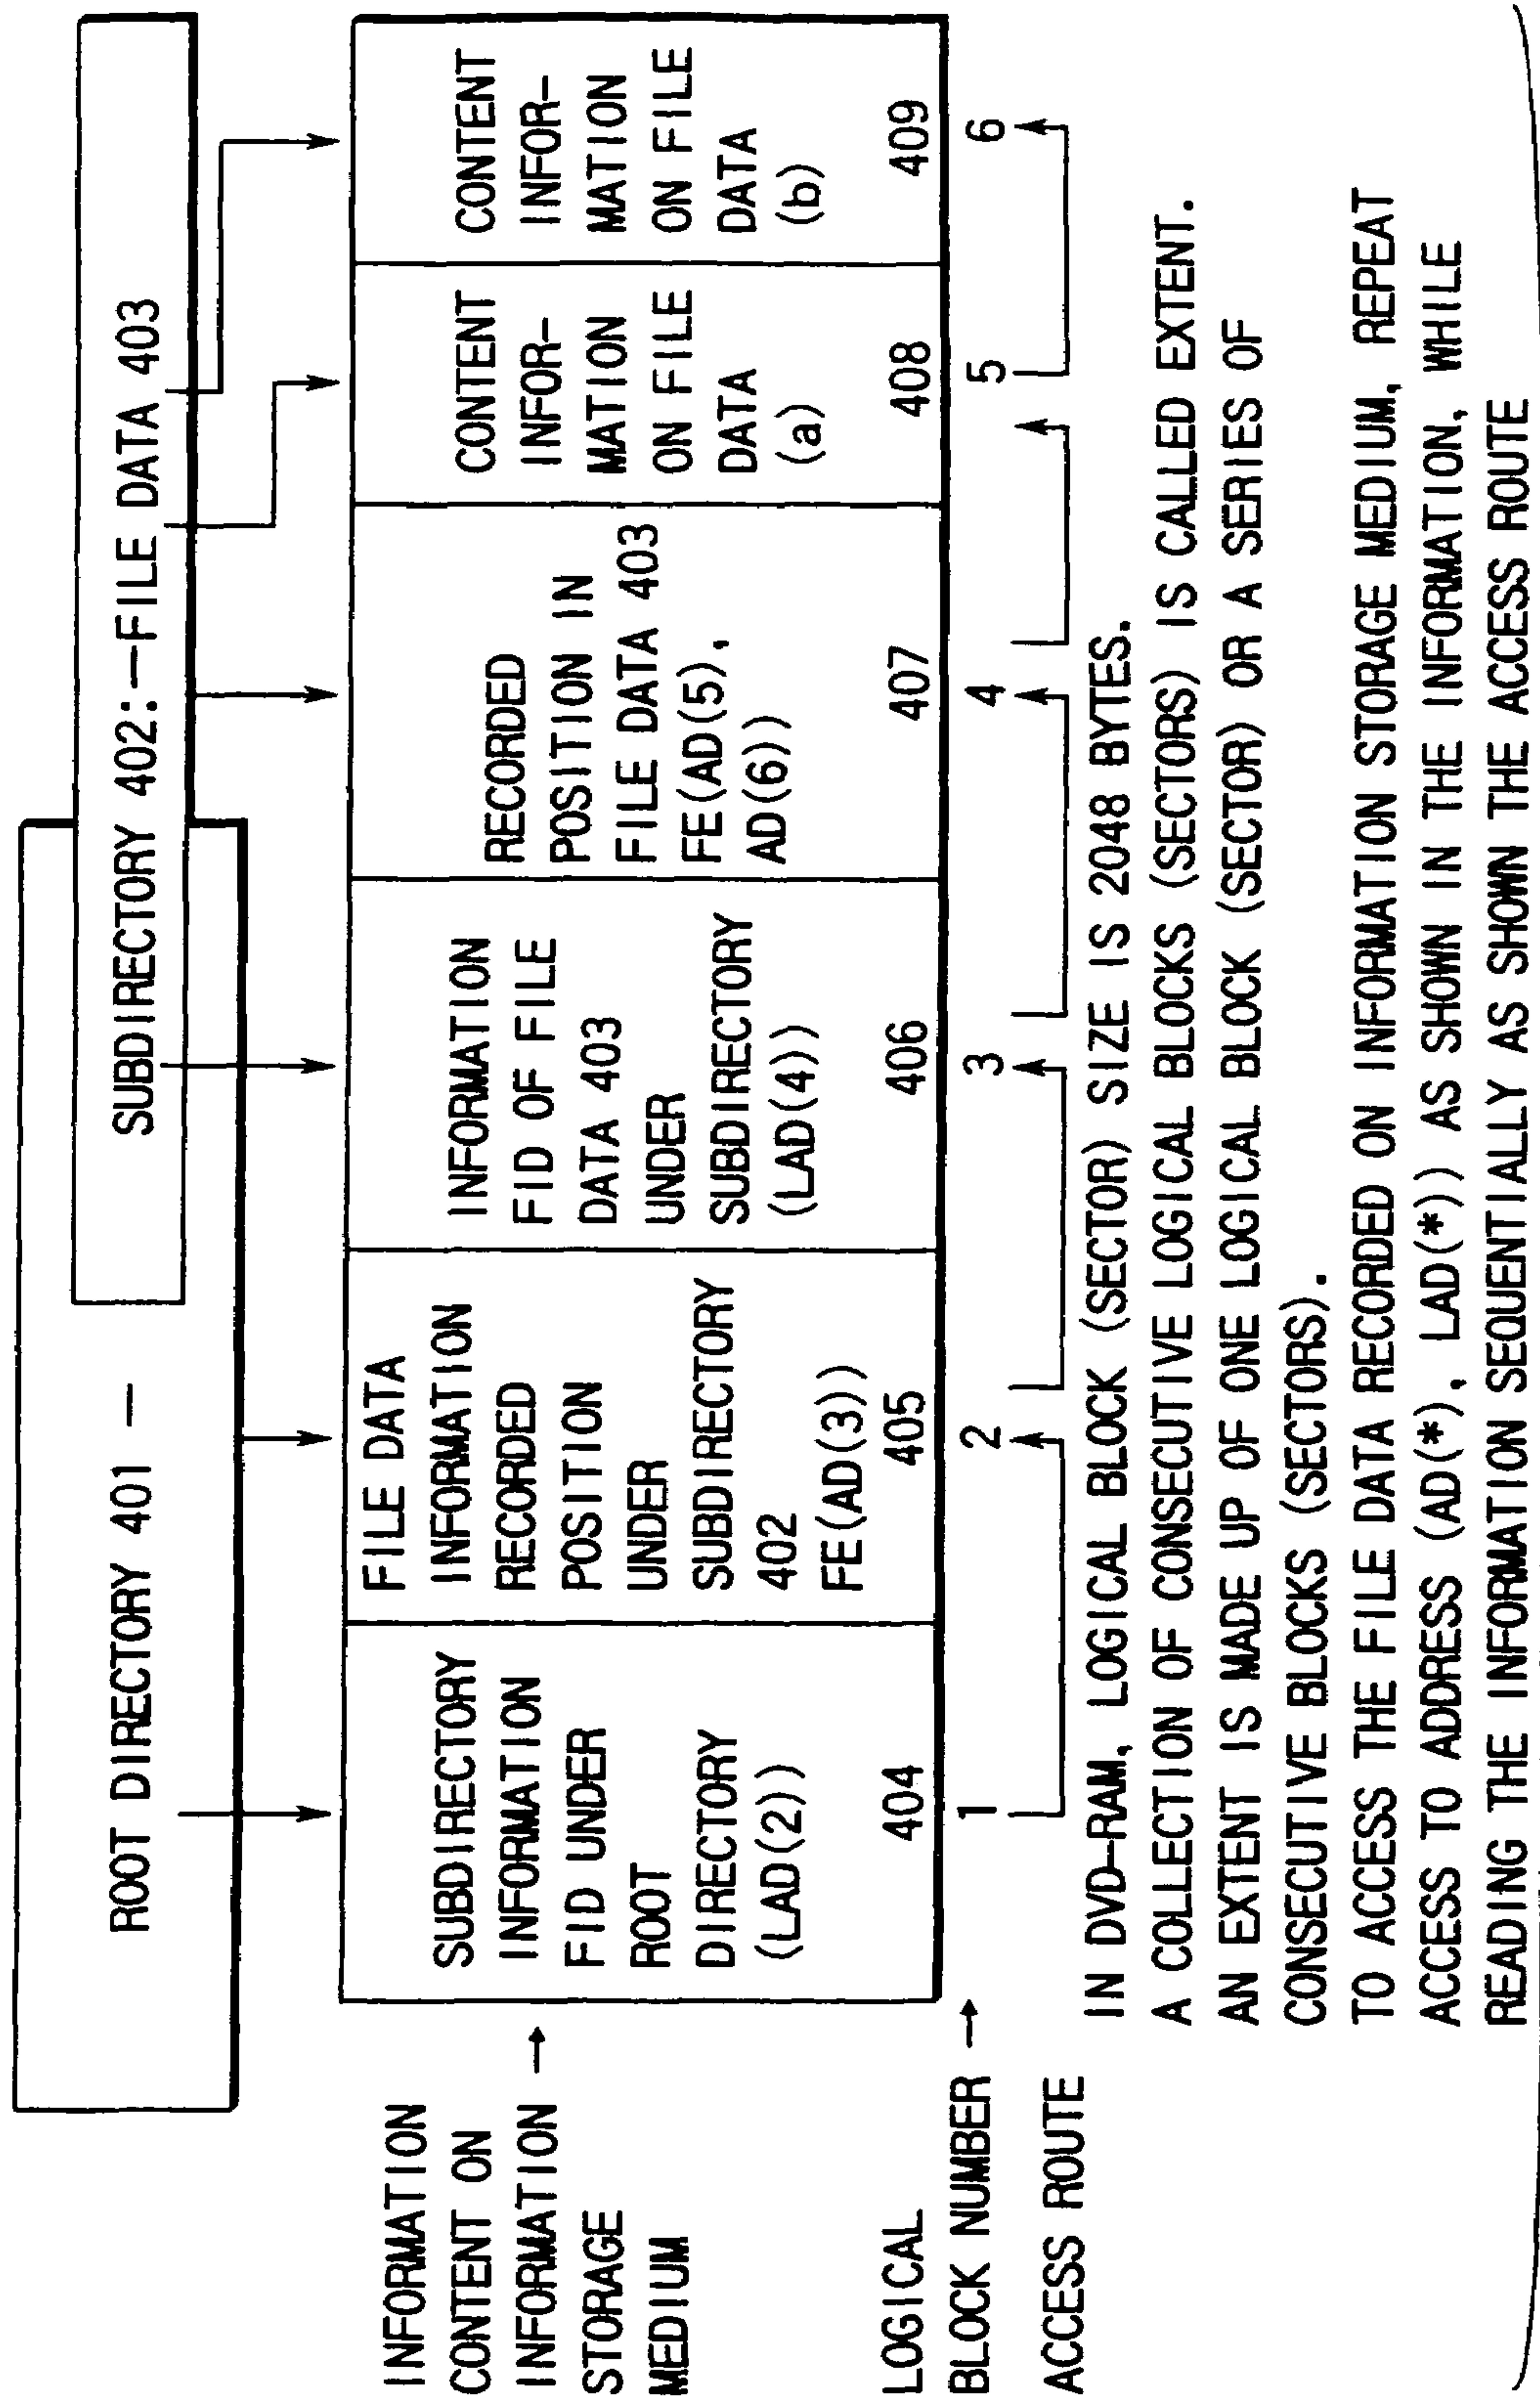 ROOT DIRECTORY 401 —
SUBDIRECTORY 402:—FILE DATA 403
INFORMATION
CONTENT ON
INFORMATION →
STORAGE
MEDIUM
SUBDIRECTORY
INFORMATION
FID UNDER
ROOT
DIRECTORY
(LAD(2))
404
FILE DATA
INFORMATION
RECORDED
POSITION
UNDER
SUBDIRECTORY
402
FE(AD(3))
405
INFORMATION
FID OF FILE
DATA 403
UNDER
SUBDIRECTORY
(LAD(4))
406
RECORDED
POSITION IN
FILE DATA 403
FE(AD(5),
AD(6))
407
CONTENT
INFOR-
MATION
ON FILE
DATA
(a)
408
CONTENT
INFOR-
MATION
ON FILE
DATA
(b)
409
LOGICAL
BLOCK NUMBER →
1 2 3 4 5 6
ACCESS ROUTE
IN DVD-RAM, LOGICAL BLOCK (SECTOR) SIZE IS 2048 BYTES.
A COLLECTION OF CONSECUTIVE LOGICAL BLOCKS (SECTORS) IS CALLED EXTENT.
AN EXTENT IS MADE UP OF ONE LOGICAL BLOCK (SECTOR) OR A SERIES OF
CONSECUTIVE BLOCKS (SECTORS).
TO ACCESS THE FILE DATA RECORDED ON INFORMATION STORAGE MEDIUM, REPEAT
ACCESS TO ADDRESS (AD(*), LAD(*)) AS SHOWN IN THE INFORMATION, WHILE
READING THE INFORMATION SEQUENTIALLY AS SHOWN THE ACCESS ROUTE